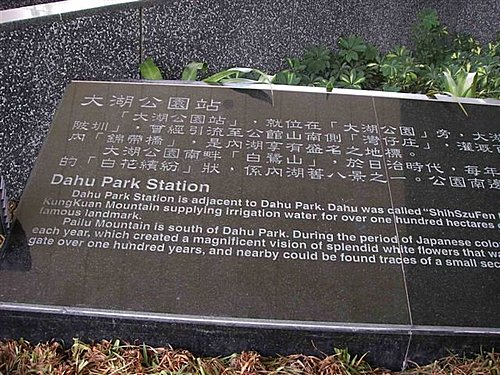 大湖公園站
「大湖公園站」，就位在「大湖公園」旁，大湖
陂圳」，曾經引流至公館山南側「灣仔庄」，灌溉面
內「錦帶橋」，是內湖享有盛名之地標。
大湖公園南畔「白鷺山」，於日治時代，每年
的「白花繽紛」狀，係內湖舊八景之一。公園南
Dahu Park Station
Dahu Park Station is adjacent to Dahu Park. Dahu was called "ShihSzuFen
KungKuan Mountain supplying irrigation water for over one hundred hectares
famous landmark.
Pailu Mountain is south of Dahu Park. During the period of Japanese colo
each year, which created a magnificent vision of splendid white flowers that wa
gate over one hundred years, and nearby could be found traces of a small sec